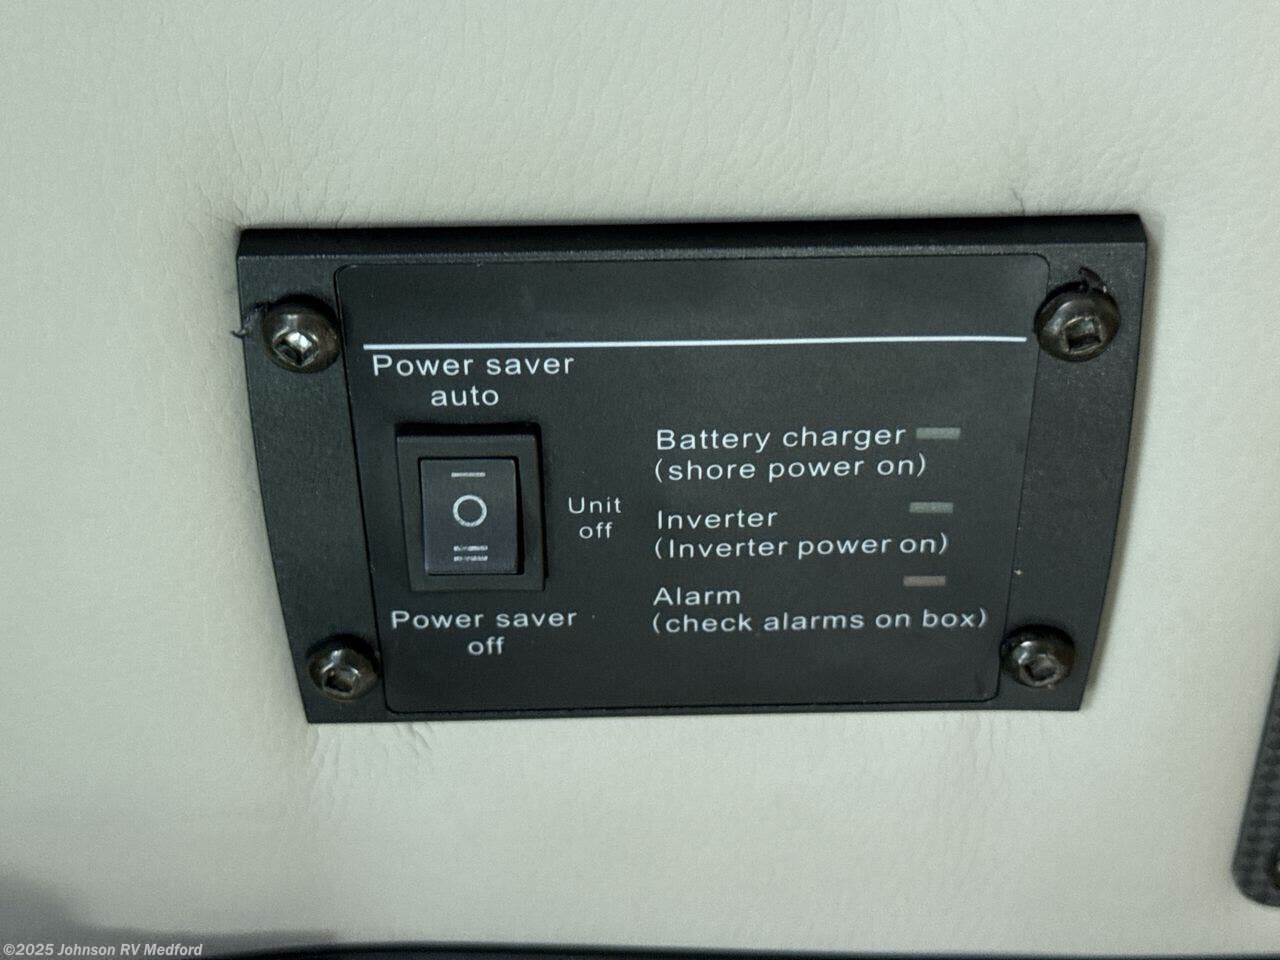 Power saver
auto
Unit
off
Power saver
off
Battery charger
(shore power on)
Inverter
(Inverter power on)
Alarm
(check alarms on box)
©2025 Johnson RV Medford